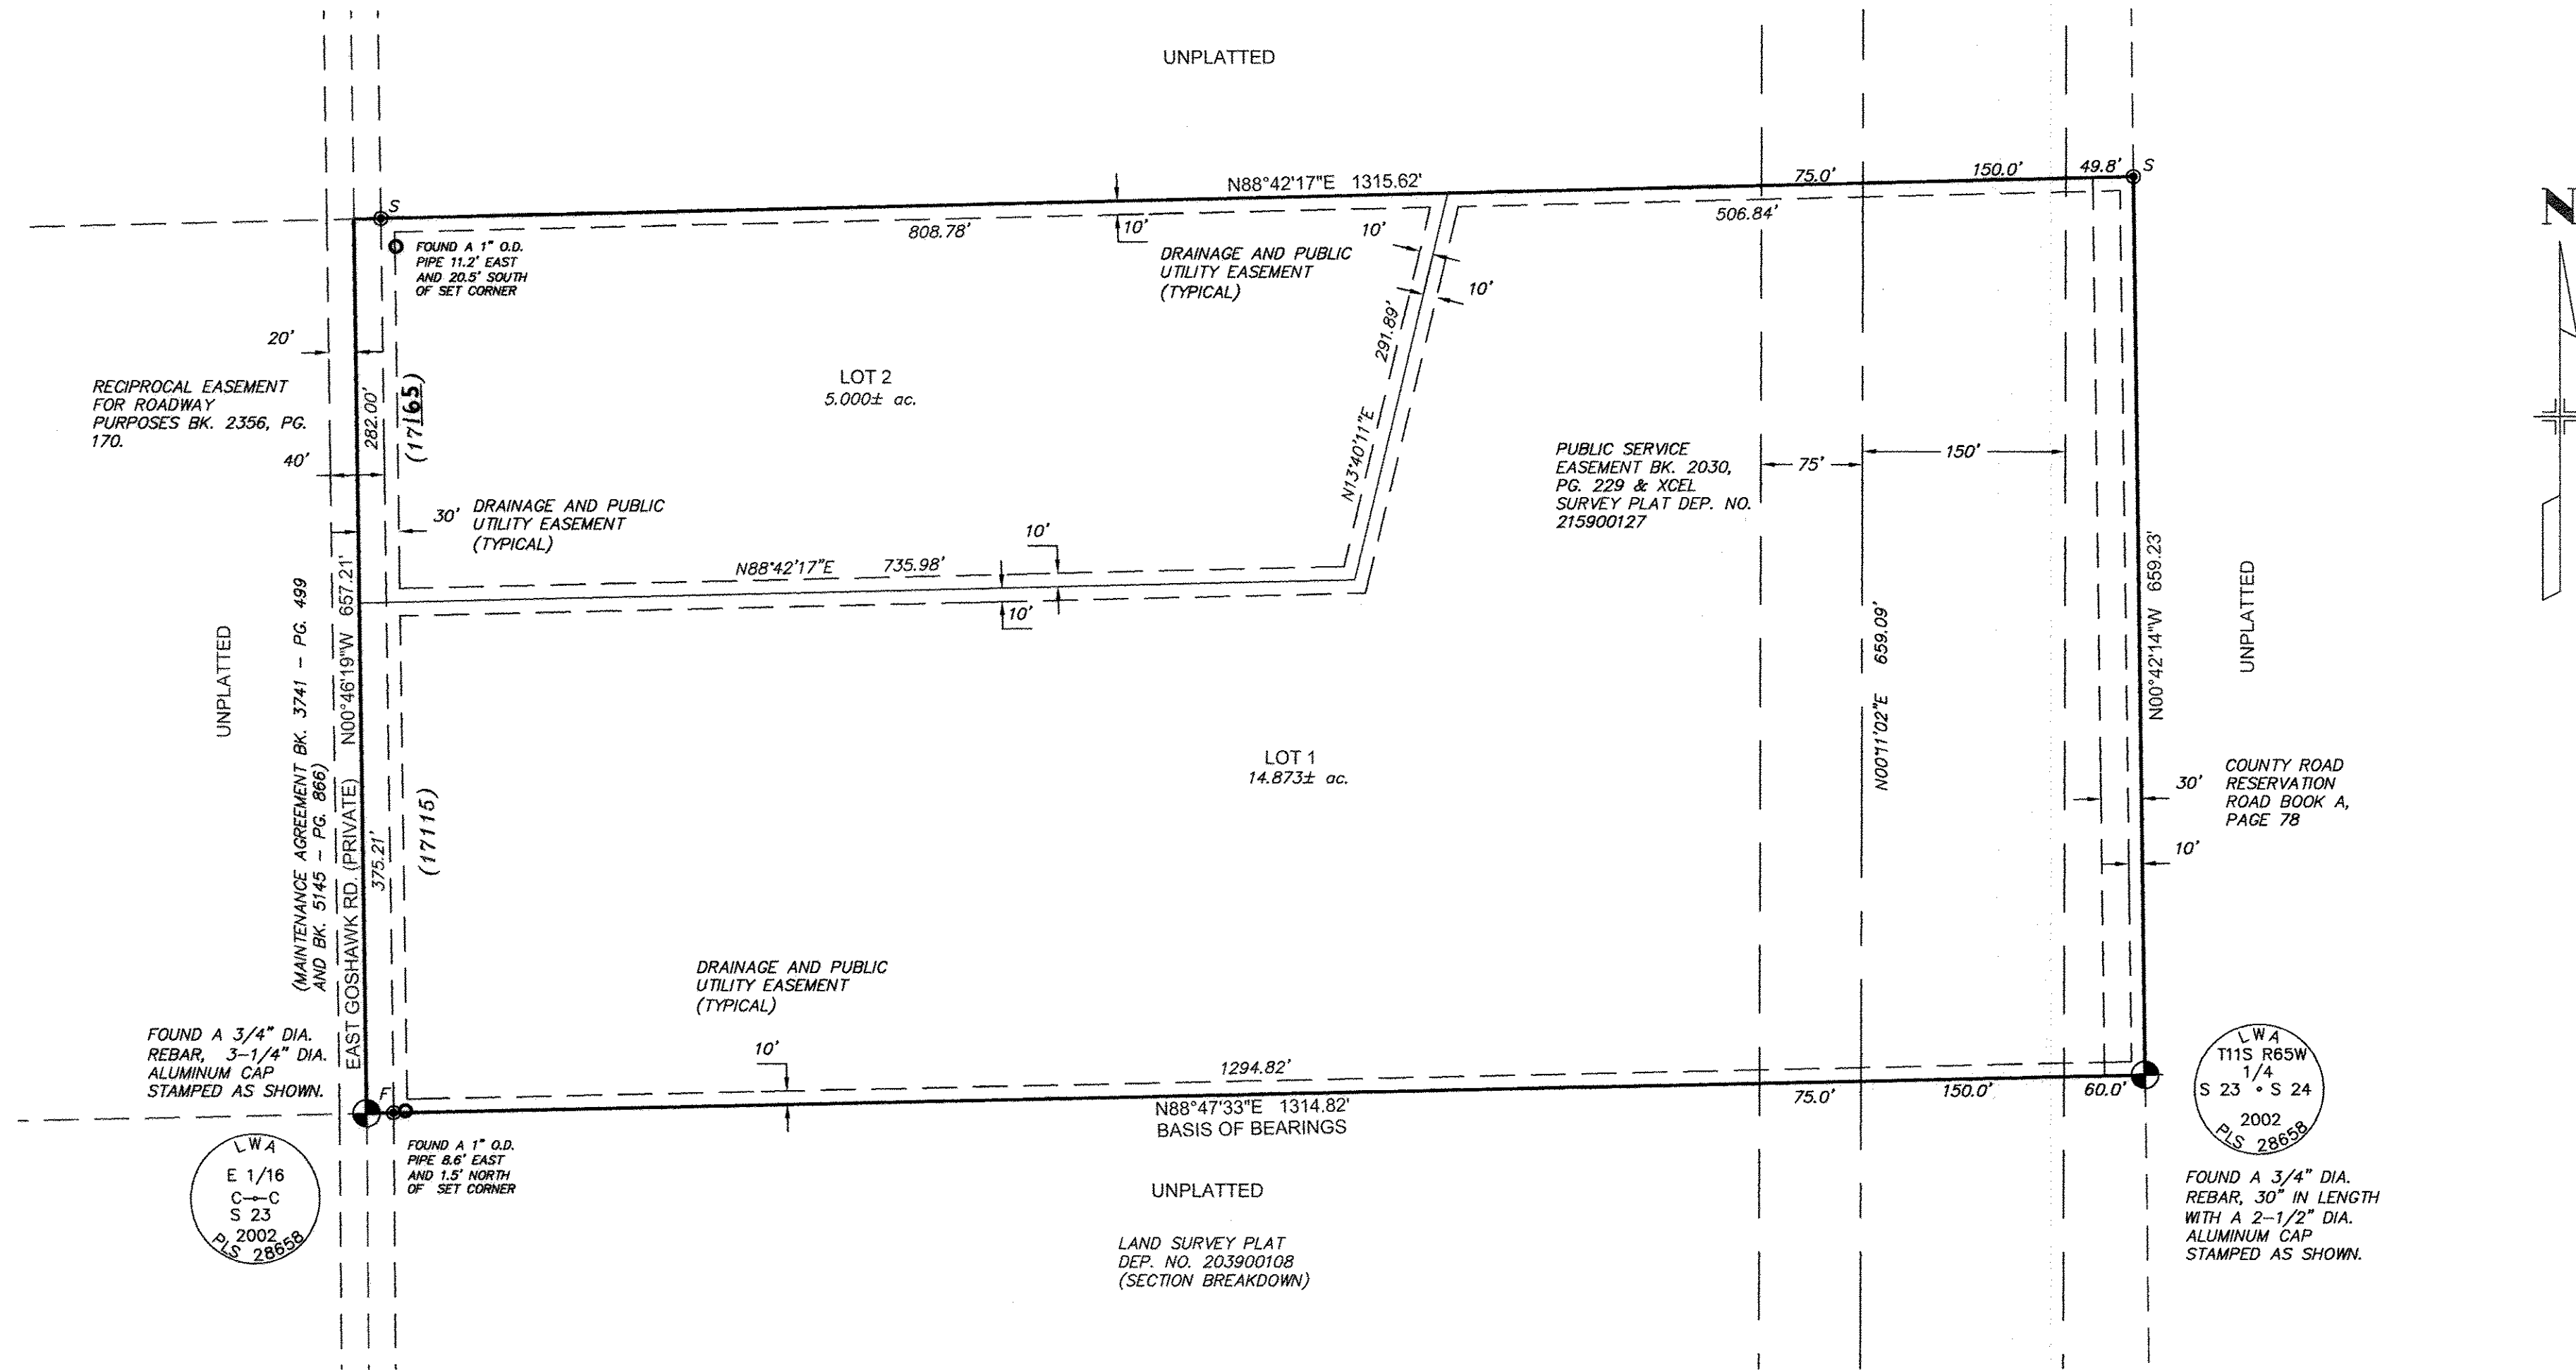 UNPLATTED
N88°42'17"E 1315.62'
75.0'
150.0'
49.8'
S
S
808.78'
10'
506.84'
FOUND A 1" O.D.
PIPE 11.2' EAST
AND 20.5' SOUTH
OF SET CORNER
DRAINAGE AND PUBLIC
UTILITY EASEMENT
(TYPICAL)
10'
10'
N
20'
RECIPROCAL EASEMENT
FOR ROADWAY
PURPOSES BK. 2356, PG.
170.
40'
282.00'
(17165)
LOT 2
5.000± ac.
291.89'
N13°40'11"E
PUBLIC SERVICE
EASEMENT BK. 2030,
PG. 229 & XCEL
SURVEY PLAT DEP. NO.
215900127
75'
150'
30'
DRAINAGE AND PUBLIC
UTILITY EASEMENT
(TYPICAL)
N88°42'17"E 735.98'
10'
10'
UNPLATTED
(MAINTENANCE AGREEMENT BK. 3741 - PG. 499
AND BK. 5145 - PG. 866)
EAST GOSHAWK RD. (PRIVATE) N00°46'19"W 657.21'
375.21'
(17115)
LOT 1
14.873± ac.
N00°11'02"E 659.09'
N00°42'14"W 659.23'
UNPLATTED
30'
COUNTY ROAD
RESERVATION
ROAD BOOK A,
PAGE 78
10'
DRAINAGE AND PUBLIC
UTILITY EASEMENT
(TYPICAL)
10'
FOUND A 3/4" DIA.
REBAR, 3-1/4" DIA.
ALUMINUM CAP
STAMPED AS SHOWN.
F
1294.82'
N88°47'33"E 1314.82'
BASIS OF BEARINGS
75.0'
150.0'
60.0'
LWA
T11S R65W
1/4
S 23 S 24
2002
PLS 28658
LWA
E 1/16
C C
S 23
2002
PLS 28658
FOUND A 1" O.D.
PIPE 8.6' EAST
AND 1.5' NORTH
OF SET CORNER
UNPLATTED
LAND SURVEY PLAT
DEP. NO. 203900108
(SECTION BREAKDOWN)
FOUND A 3/4" DIA.
REBAR, 30" IN LENGTH
WITH A 2-1/2" DIA.
ALUMINUM CAP
STAMPED AS SHOWN.